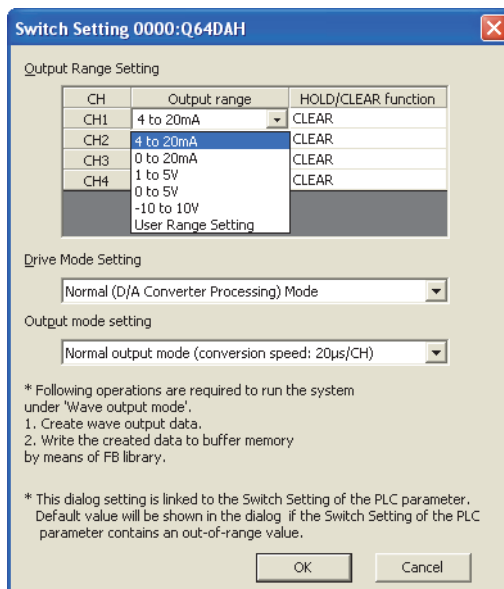 Switch Setting 0000:Q64DAH
Output Range Setting
CH Output range HOLD/CLEAR function
CH1 4 to 20mA CLEAR
CH2 4 to 20mA CLEAR
CH3 0 to 20mA CLEAR
CH4 1 to 5V CLEAR
0 to 5V
-10 to 10V
User Range Setting
Drive Mode Setting
Normal (D/A Converter Processing) Mode
Output mode setting
Normal output mode (conversion speed: 20µs/CH)
* Following operations are required to run the system
under 'Wave output mode'.
1. Create wave output data.
2. Write the created data to buffer memory
by means of FB library.
* This dialog setting is linked to the Switch Setting of the PLC parameter.
Default value will be shown in the dialog if the Switch Setting of the PLC
parameter contains an out-of-range value.
OK Cancel